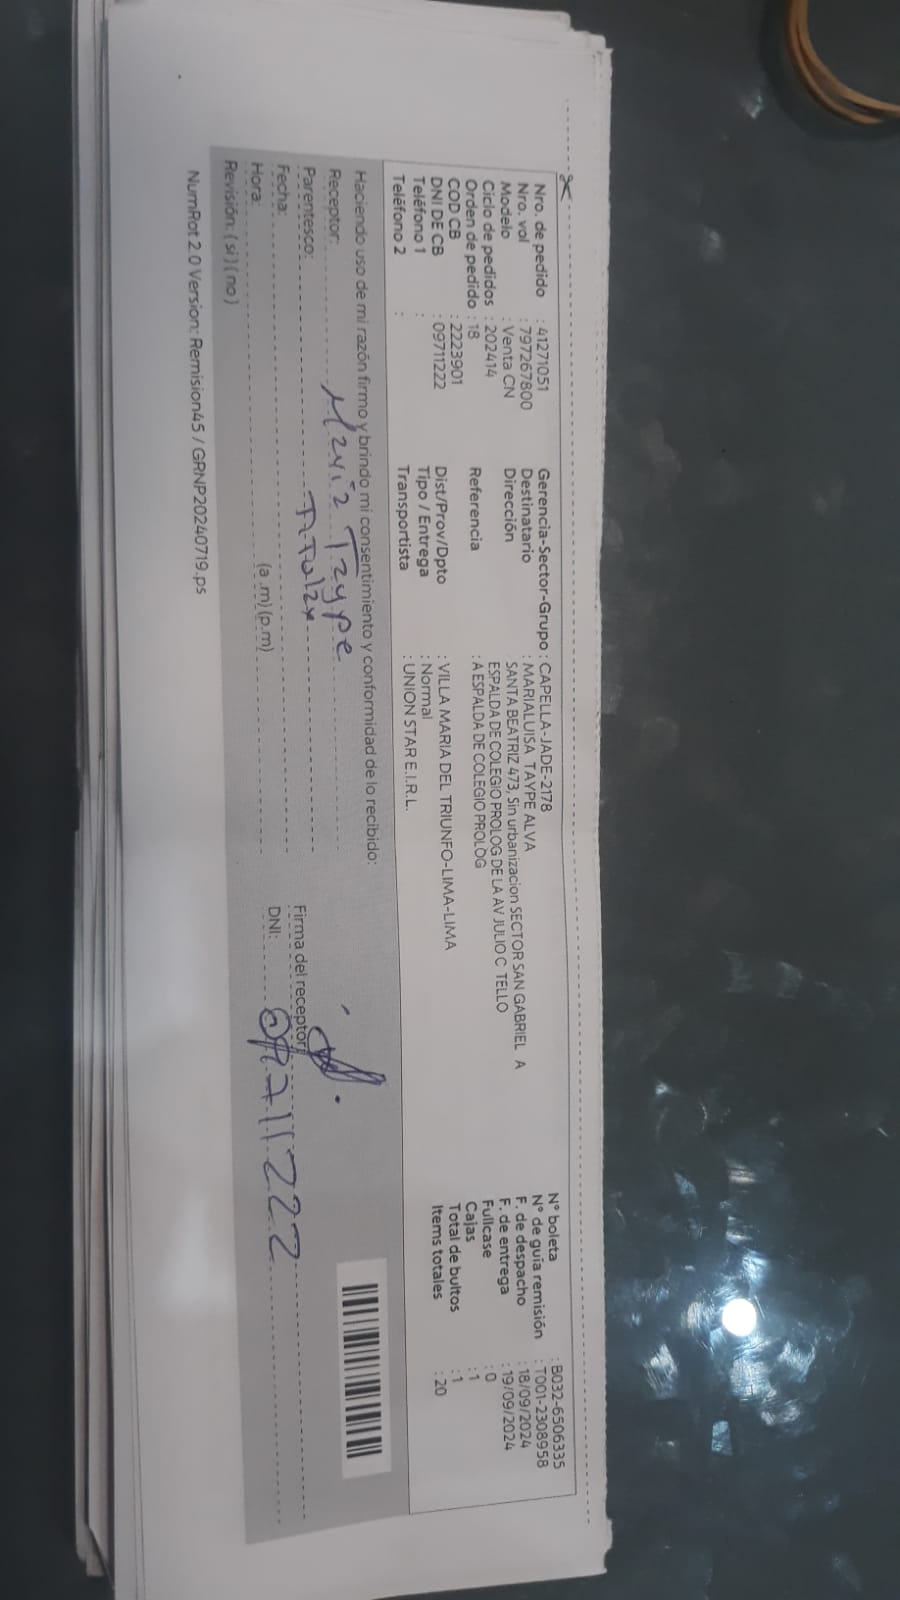 Nro. de pedido : 41271051
Nro. vol : 797267800
Modelo : Venta CN
Ciclo de pedidos : 202414
Orden de pedido : 18
COD CB : 2223901
DNI DE CB : 09711222
Teléfono 1 :
Teléfono 2 :
Gerencia-Sector-Grupo : CAPELLA-JADE-2178
Destinatario : MARIALUISA TAYPE ALVA
Dirección SANTA BEATRIZ 473, Sin urbanizacion SECTOR SAN GABRIEL A
ESPALDA DE COLEGIO PROLOG DE LA AV JULIO C TELLO
Referencia : A ESPALDA DE COLEGIO PROLOG
Dist/Prov/Dpto : VILLA MARIA DEL TRIUNFO-LIMA-LIMA
Tipo / Entrega : Normal
Transportista : UNION STAR E.I.R.L.
N° boleta : B032-6506335
N° de guía remisión : T001-2308958
F. de despacho : 18/09/2024
F. de entrega : 19/09/2024
Fullcase : 0
Cajas : 1
Total de bultos : 1
Items totales : 20
Haciendo uso de mi razón firmo y brindo mi consentimiento y conformidad de lo recibido:
Receptor: María Taype
Parentesco: Titular
Fecha:
Hora: (a.m)(p.m)
Revisión: ( si ) ( no )
Firma del receptor
DNI: 09711222
NumRot 2.0 Version: Remision45 / GRNP20240719.ps